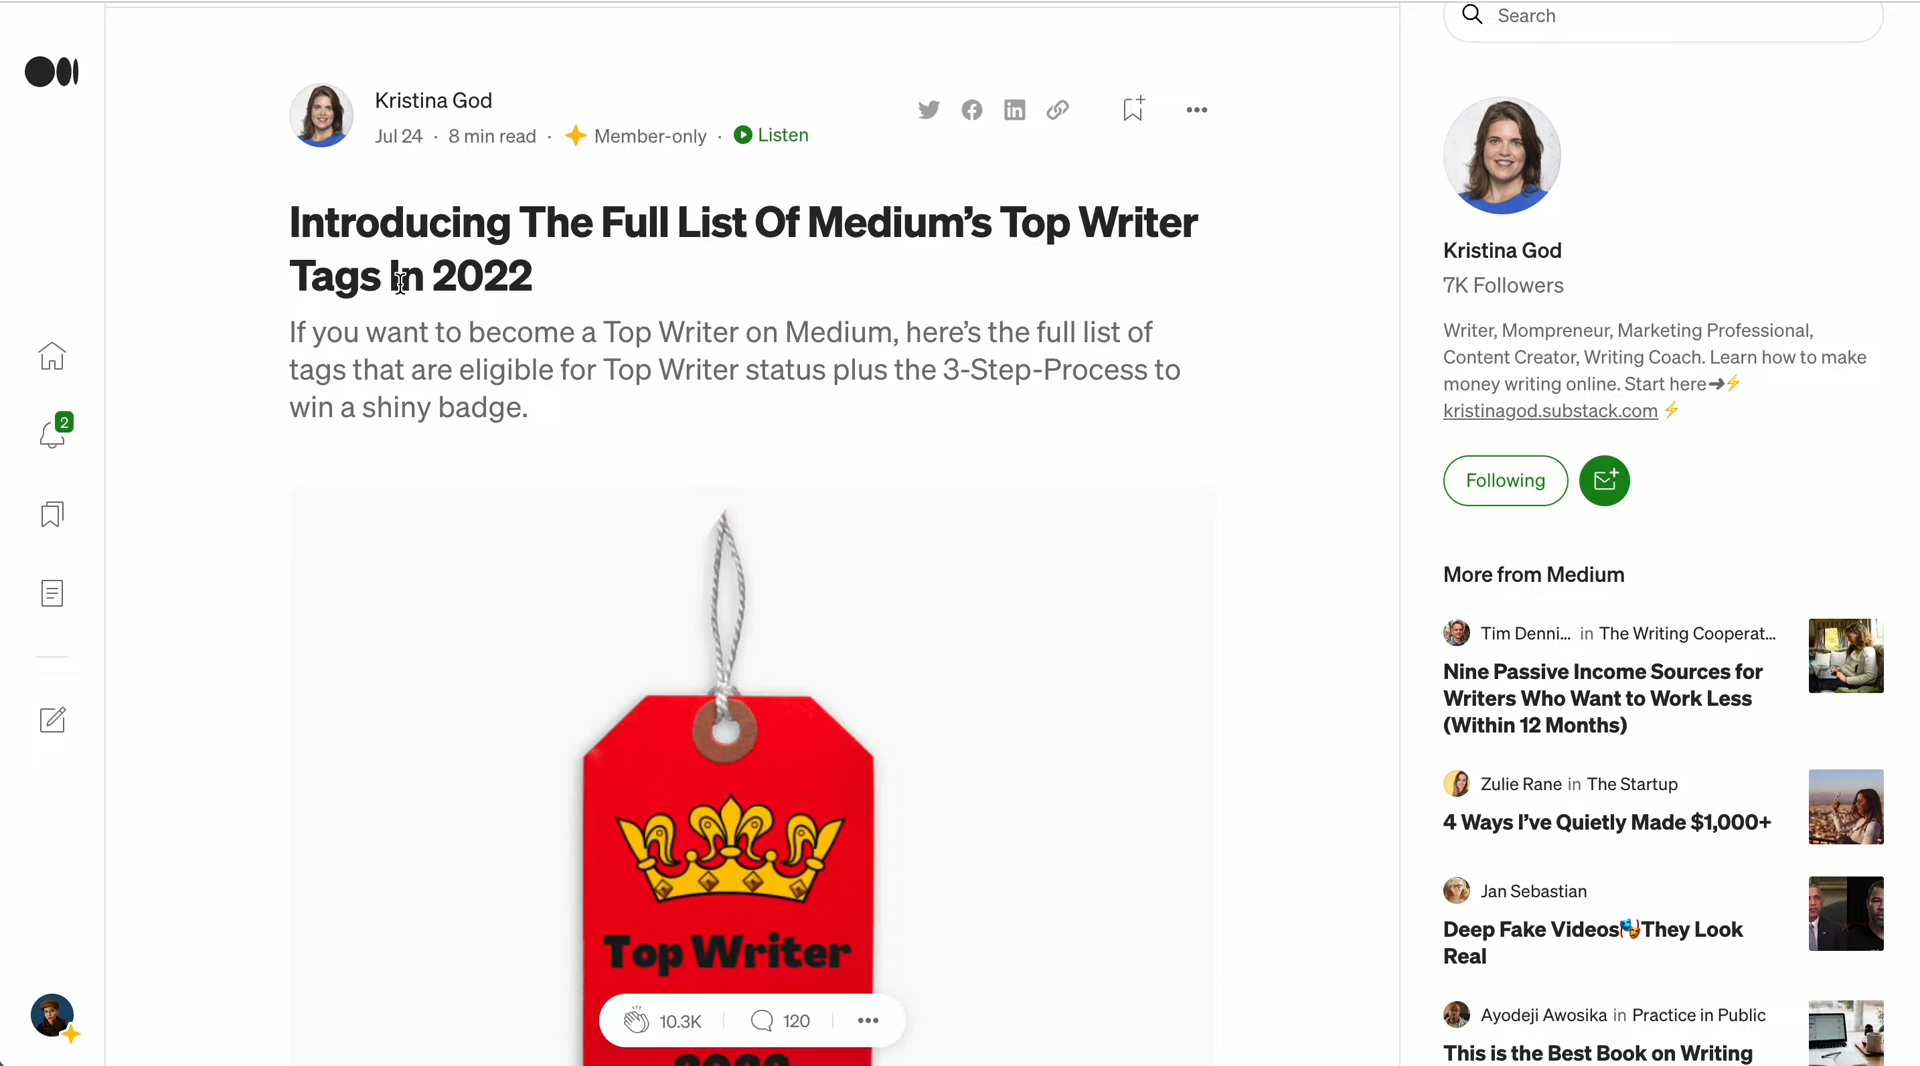 Search
Kristina God
Jul 24 · 8 min read · Member-only · Listen
Introducing The Full List Of Medium’s Top Writer
Tags In 2022
If you want to become a Top Writer on Medium, here’s the full list of
tags that are eligible for Top Writer status plus the 3-Step-Process to
win a shiny badge.
Top Writer
2022
10.3K
120
2
Kristina God
7K Followers
Writer, Mompreneur, Marketing Professional,
Content Creator, Writing Coach. Learn how to make
money writing online. Start here➜⚡
kristinagod.substack.com ⚡
Following
More from Medium
Tim Denni... in The Writing Cooperat...
Nine Passive Income Sources for
Writers Who Want to Work Less
(Within 12 Months)
Zulie Rane in The Startup
4 Ways I’ve Quietly Made $1,000+
Jan Sebastian
Deep Fake Videos🎭They Look
Real
Ayodeji Awosika in Practice in Public
This is the Best Book on Writing